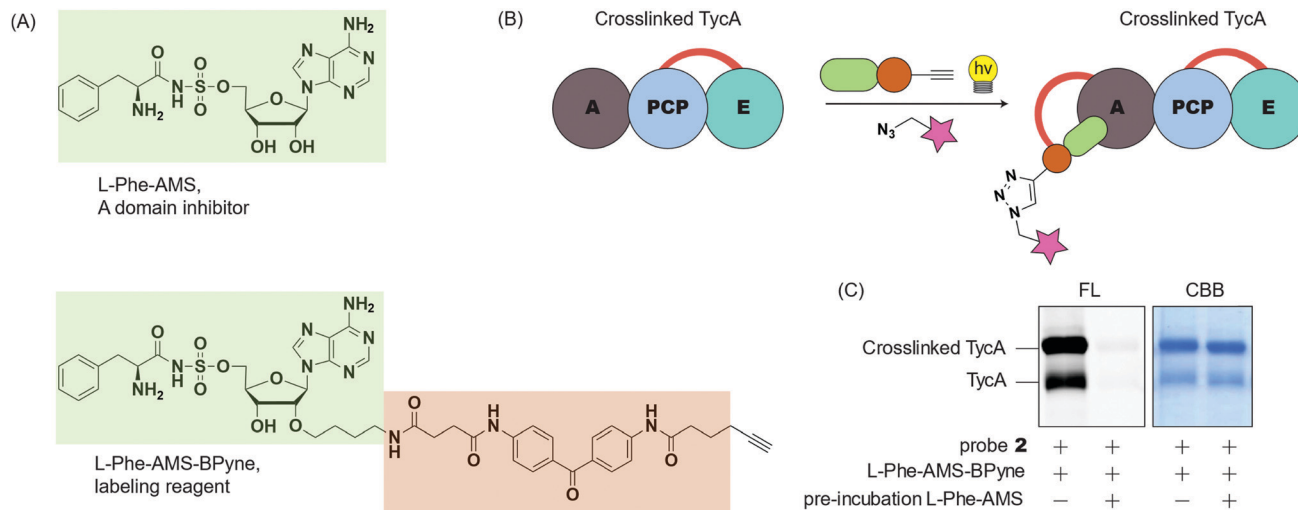 (A)
NH2
N
N
N
N
O
N
H
S
O
O
O
O
NH2
OH
OH
L-Phe-AMS,
A domain inhibitor
NH2
N
N
N
N
O
N
H
S
O
O
O
O
NH2
OH
O
N
H
O
O
H
N
O
H
N
O
L-Phe-AMS-BPyne,
labeling reagent
(B)
Crosslinked TycA
A
PCP
E
hv
N3
Crosslinked TycA
A
PCP
E
N
N
N
(C)
FL
CBB
Crosslinked TycA
TycA
probe 2 + + + +
L-Phe-AMS-BPyne + + + +
pre-incubation L-Phe-AMS − + − +